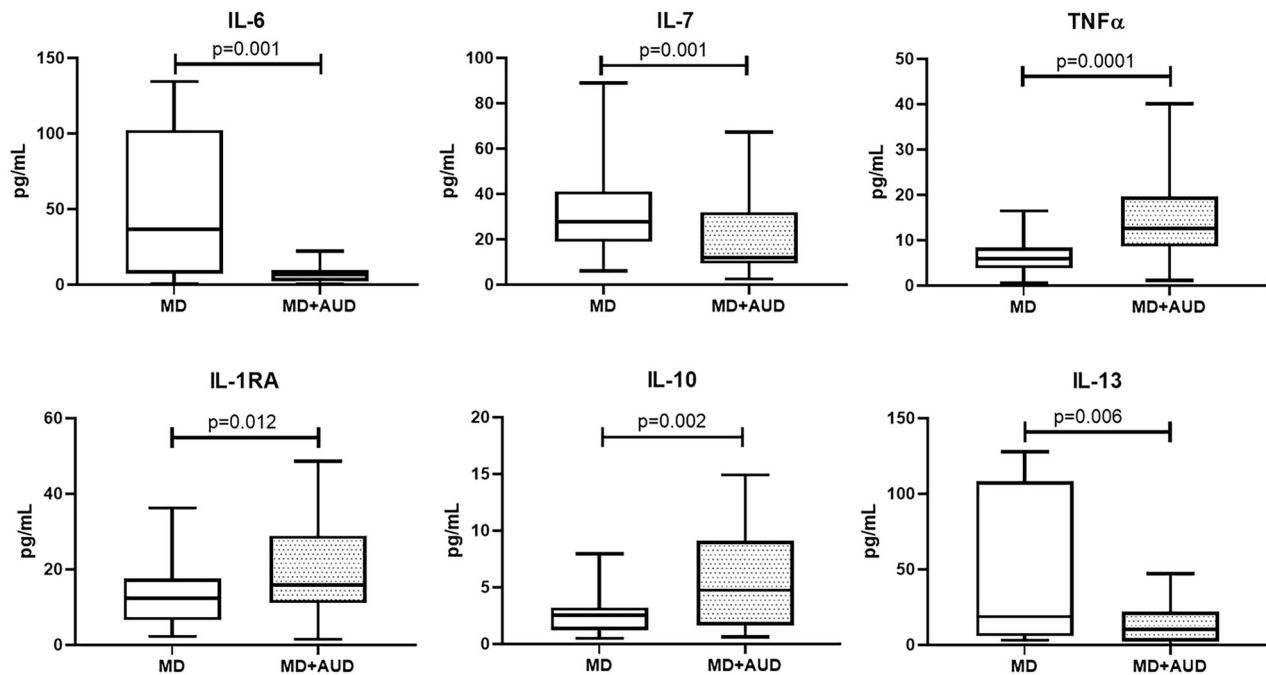 IL-6
p=0.001
150
100
50
0
pg/mL
MD
MD+AUD
IL-7
p=0.001
100
80
60
40
20
0
pg/mL
MD
MD+AUD
TNFα
p=0.0001
50
40
30
20
10
0
pg/mL
MD
MD+AUD
IL-1RA
p=0.012
60
40
20
0
pg/mL
MD
MD+AUD
IL-10
p=0.002
20
15
10
5
0
pg/mL
MD
MD+AUD
IL-13
p=0.006
150
100
50
0
pg/mL
MD
MD+AUD